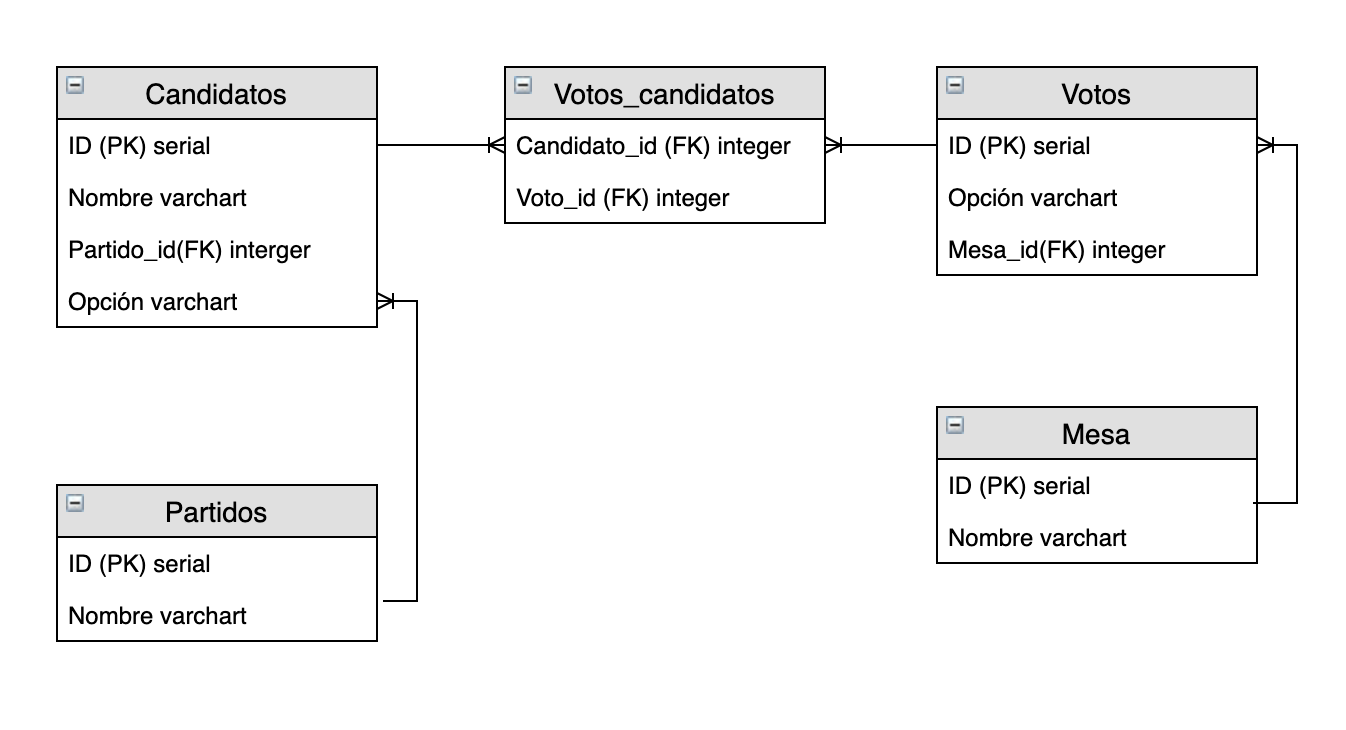 Candidatos
ID (PK) serial
Nombre varchart
Partido_id(FK) interger
Opción varchart
Votos_candidatos
Candidato_id (FK) integer
Voto_id (FK) integer
Votos
ID (PK) serial
Opción varchart
Mesa_id(FK) integer
Partidos
ID (PK) serial
Nombre varchart
Mesa
ID (PK) serial
Nombre varchart